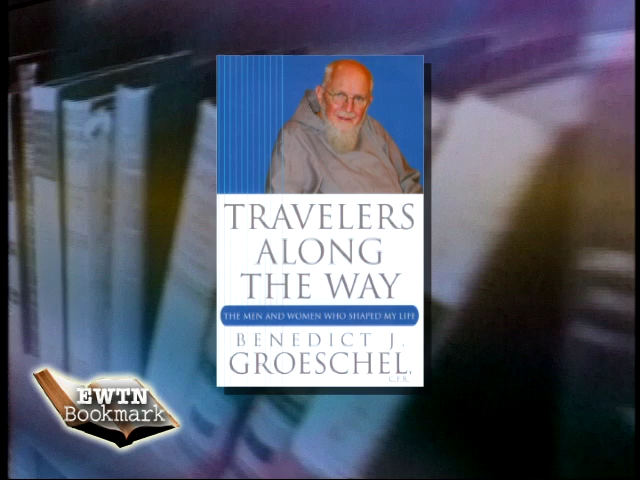 TRAVELERS
ALONG
THE WAY
THE MEN AND WOMEN WHO SHAPED MY LIFE
BENEDICT J.
GROESCHEL,
C.F.R.
EWTN
Bookmark